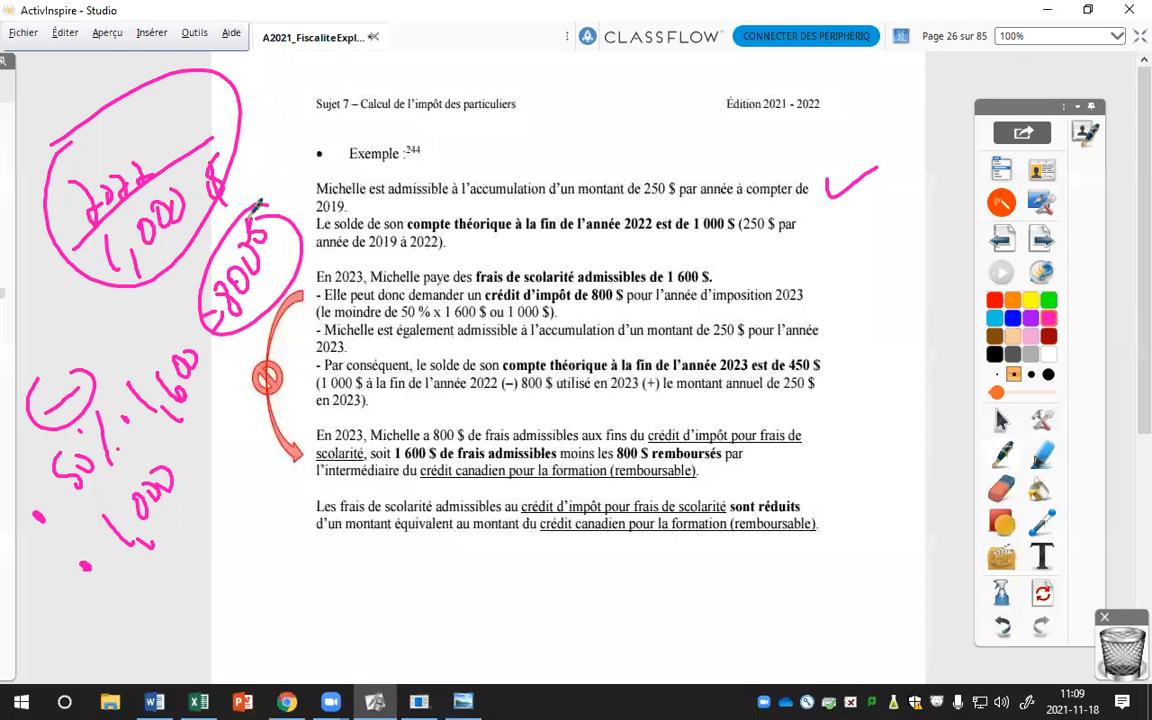 ActivInspire - Studio
Fichier Éditer Aperçu Insérer Outils Aide
A2021_FiscaliteExpl...
CLASSFLOW
CONNECTER DES PÉRIPHÉRIQ
Page 26 sur 85
100%
Sujet 7 – Calcul de l'impôt des particuliers
Édition 2021 - 2022
• Exemple :244
Michelle est admissible à l'accumulation d'un montant de 250 $ par année à compter de
2019.
Le solde de son compte théorique à la fin de l'année 2022 est de 1 000 $ (250 $ par
année de 2019 à 2022).
En 2023, Michelle paye des frais de scolarité admissibles de 1 600 $.
- Elle peut donc demander un crédit d'impôt de 800 $ pour l'année d'imposition 2023
(le moindre de 50 % x 1 600 $ ou 1 000 $).
- Michelle est également admissible à l'accumulation d'un montant de 250 $ pour l'année
2023.
- Par conséquent, le solde de son compte théorique à la fin de l'année 2023 est de 450 $
(1 000 $ à la fin de l'année 2022 (–) 800 $ utilisé en 2023 (+) le montant annuel de 250 $
en 2023).
En 2023, Michelle a 800 $ de frais admissibles aux fins du crédit d'impôt pour frais de
scolarité, soit 1 600 $ de frais admissibles moins les 800 $ remboursés par
l'intermédiaire du crédit canadien pour la formation (remboursable).
Les frais de scolarité admissibles au crédit d'impôt pour frais de scolarité sont réduits
d'un montant équivalent au montant du crédit canadien pour la formation (remboursable).
2022
1,000 $
50% · 1600
1,000
11:09
2021-11-18